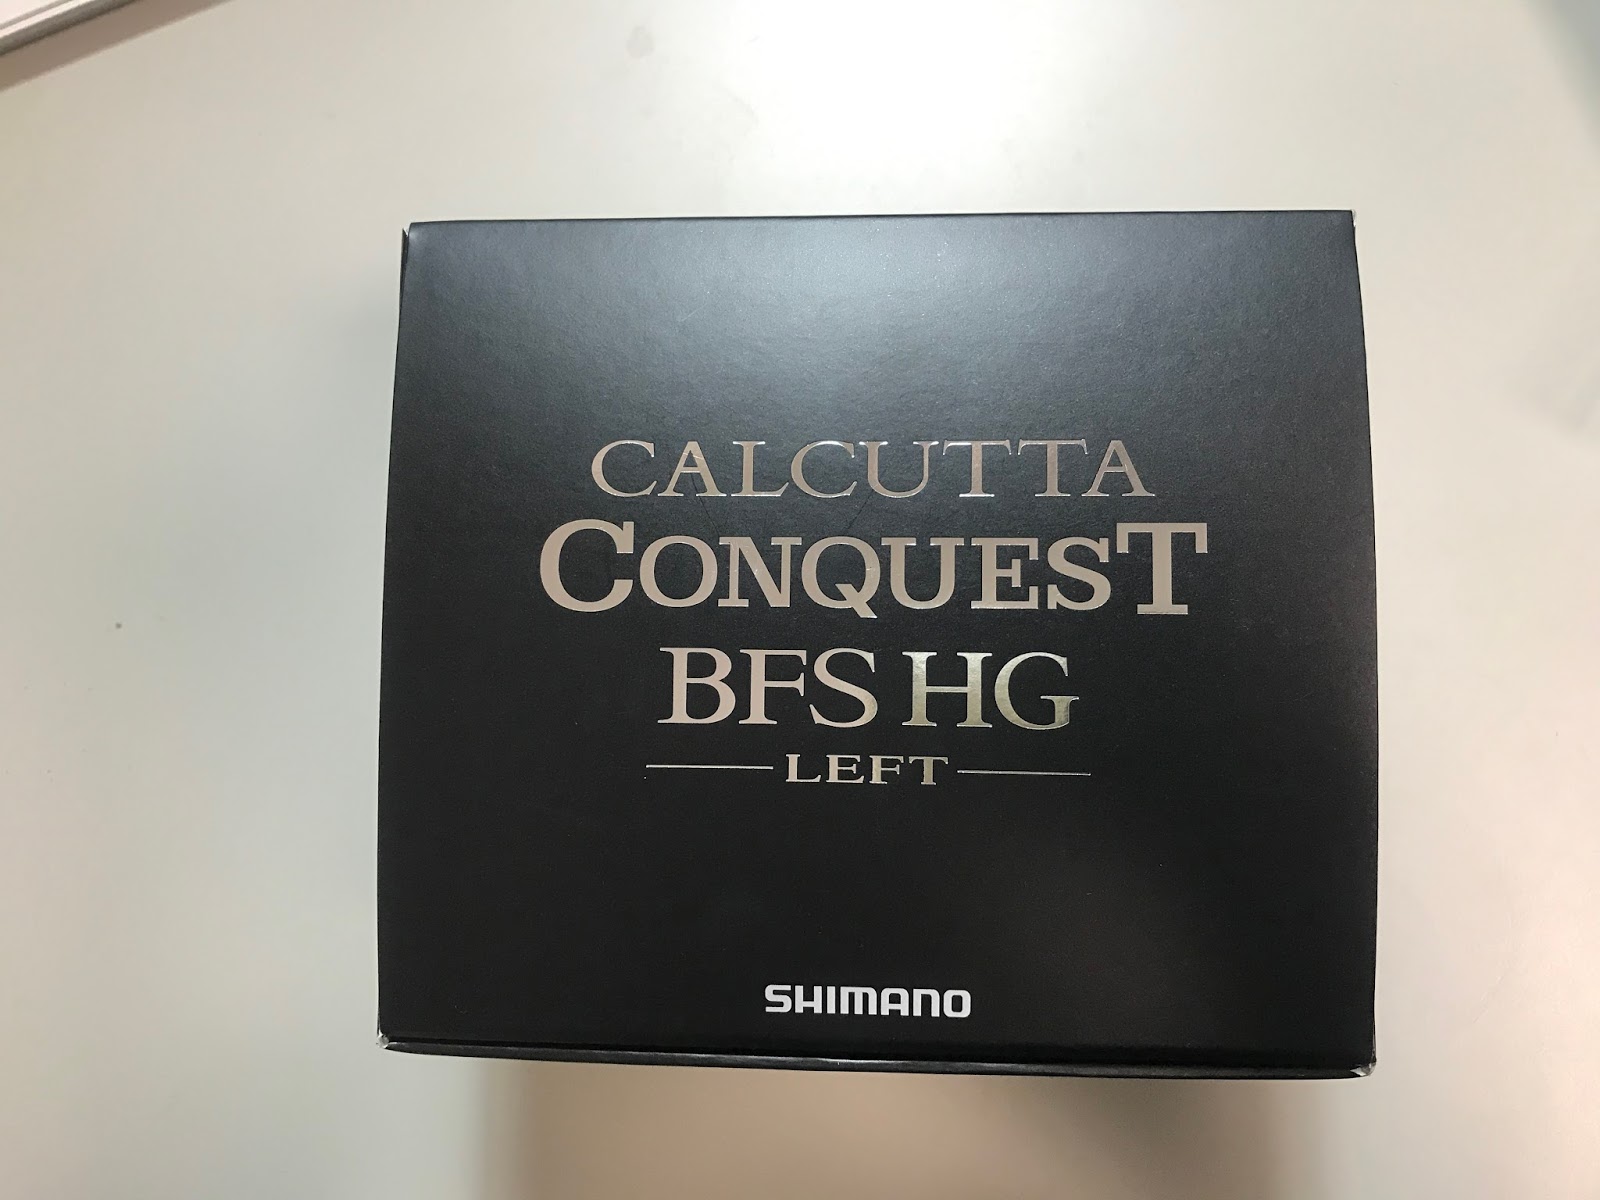 CALCUTTA
CONQUEST
BFS HG
LEFT
SHIMANO